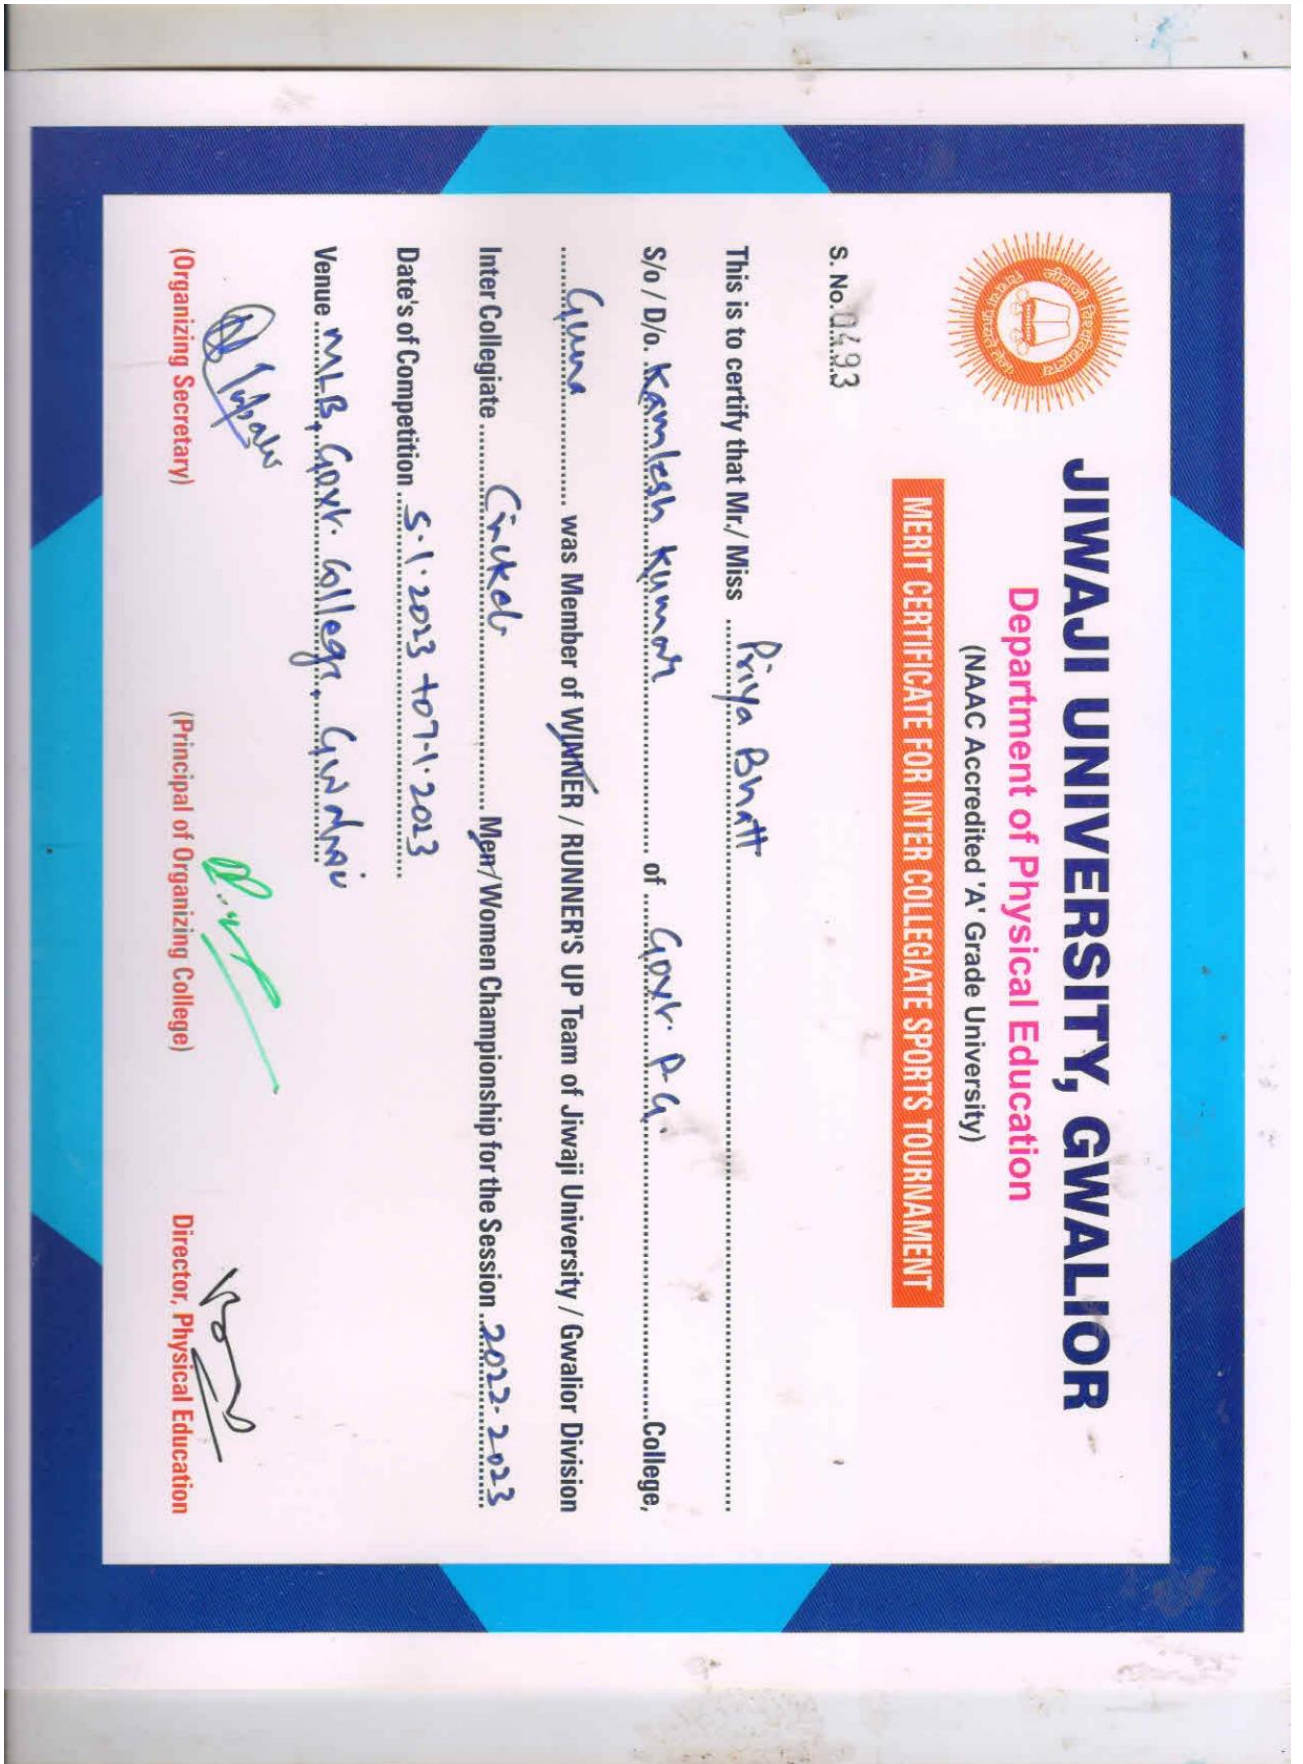 JIWAJI UNIVERSITY, GWALIOR
Department of Physical Education
(NAAC Accredited 'A' Grade University)
MERIT CERTIFICATE FOR INTER COLLEGIATE SPORTS TOURNAMENT
S. No. 0493
This is to certify that Mr./ Miss Priya Bhatt
S/o / D/o. Kamlesh Kumar of Govt. P.G. College,
Guna was Member of WINNER / RUNNER'S UP Team of Jiwaji University / Gwalior Division
Inter Collegiate Cricket Men/Women Championship for the Session 2022-2023
Date's of Competition 5.1.2023 to 7.1.2023
Venue MLB, Govt. College, Gwalior
(Organizing Secretary) (Principal of Organizing College) Director, Physical Education